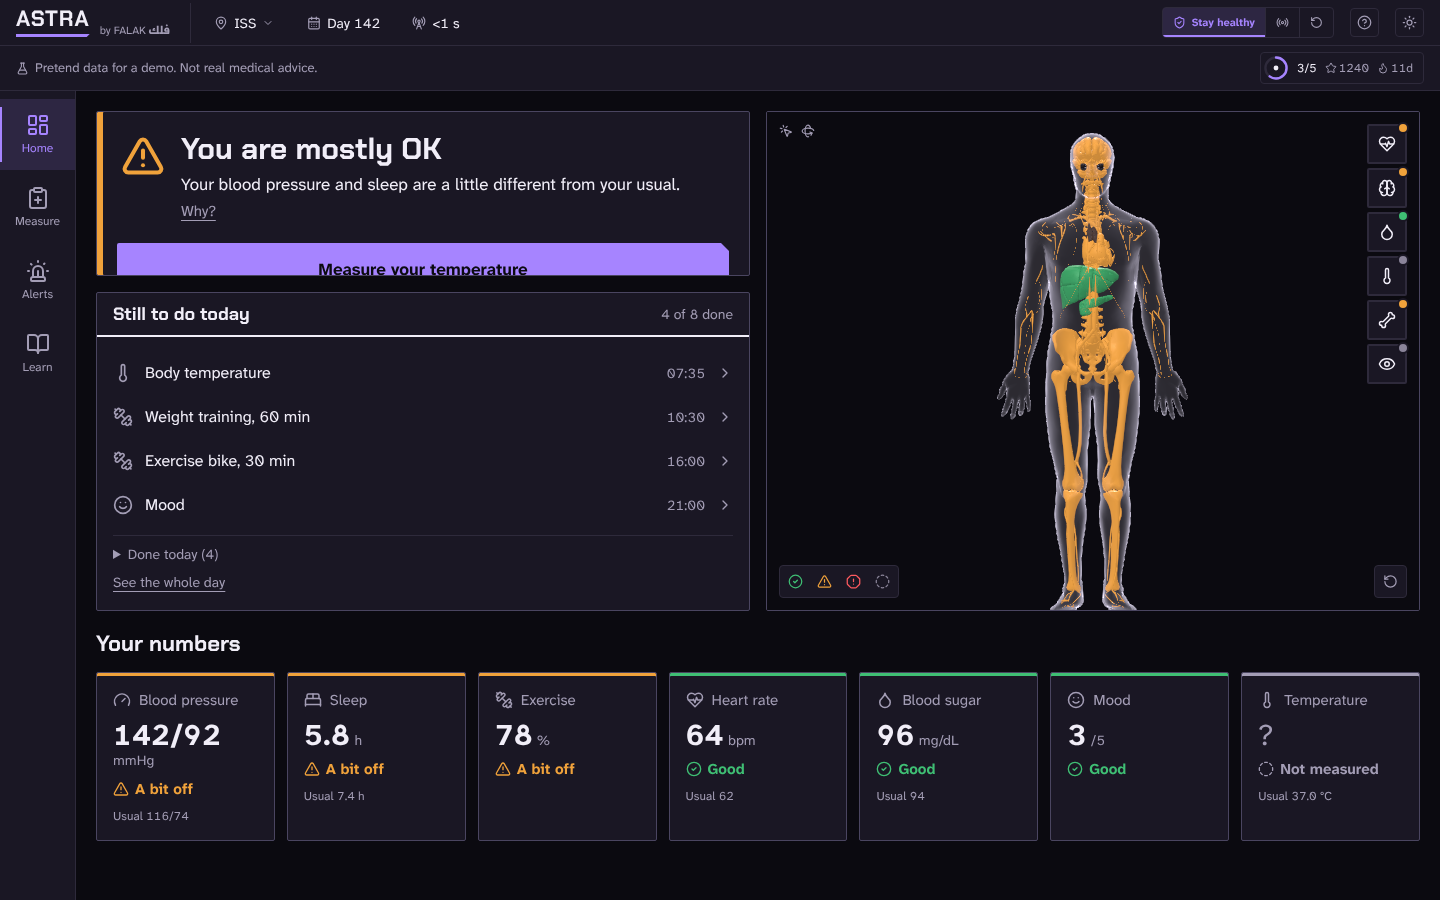 ASTRA
by FALAK فلك
ISS
Day 142
<1 s
Stay healthy
Pretend data for a demo. Not real medical advice.
3/5
1240
11d
Home
Measure
Alerts
Learn
You are mostly OK
Your blood pressure and sleep are a little different from your usual.
Why?
Measure your temperature
Still to do today
4 of 8 done
Body temperature
07:35
Weight training, 60 min
10:30
Exercise bike, 30 min
16:00
Mood
21:00
Done today (4)
See the whole day
Your numbers
Blood pressure
142/92
mmHg
A bit off
Usual 116/74
Sleep
5.8 h
A bit off
Usual 7.4 h
Exercise
78 %
A bit off
Heart rate
64 bpm
Good
Usual 62
Blood sugar
96 mg/dL
Good
Usual 94
Mood
3 /5
Good
Temperature
?
Not measured
Usual 37.0 °C